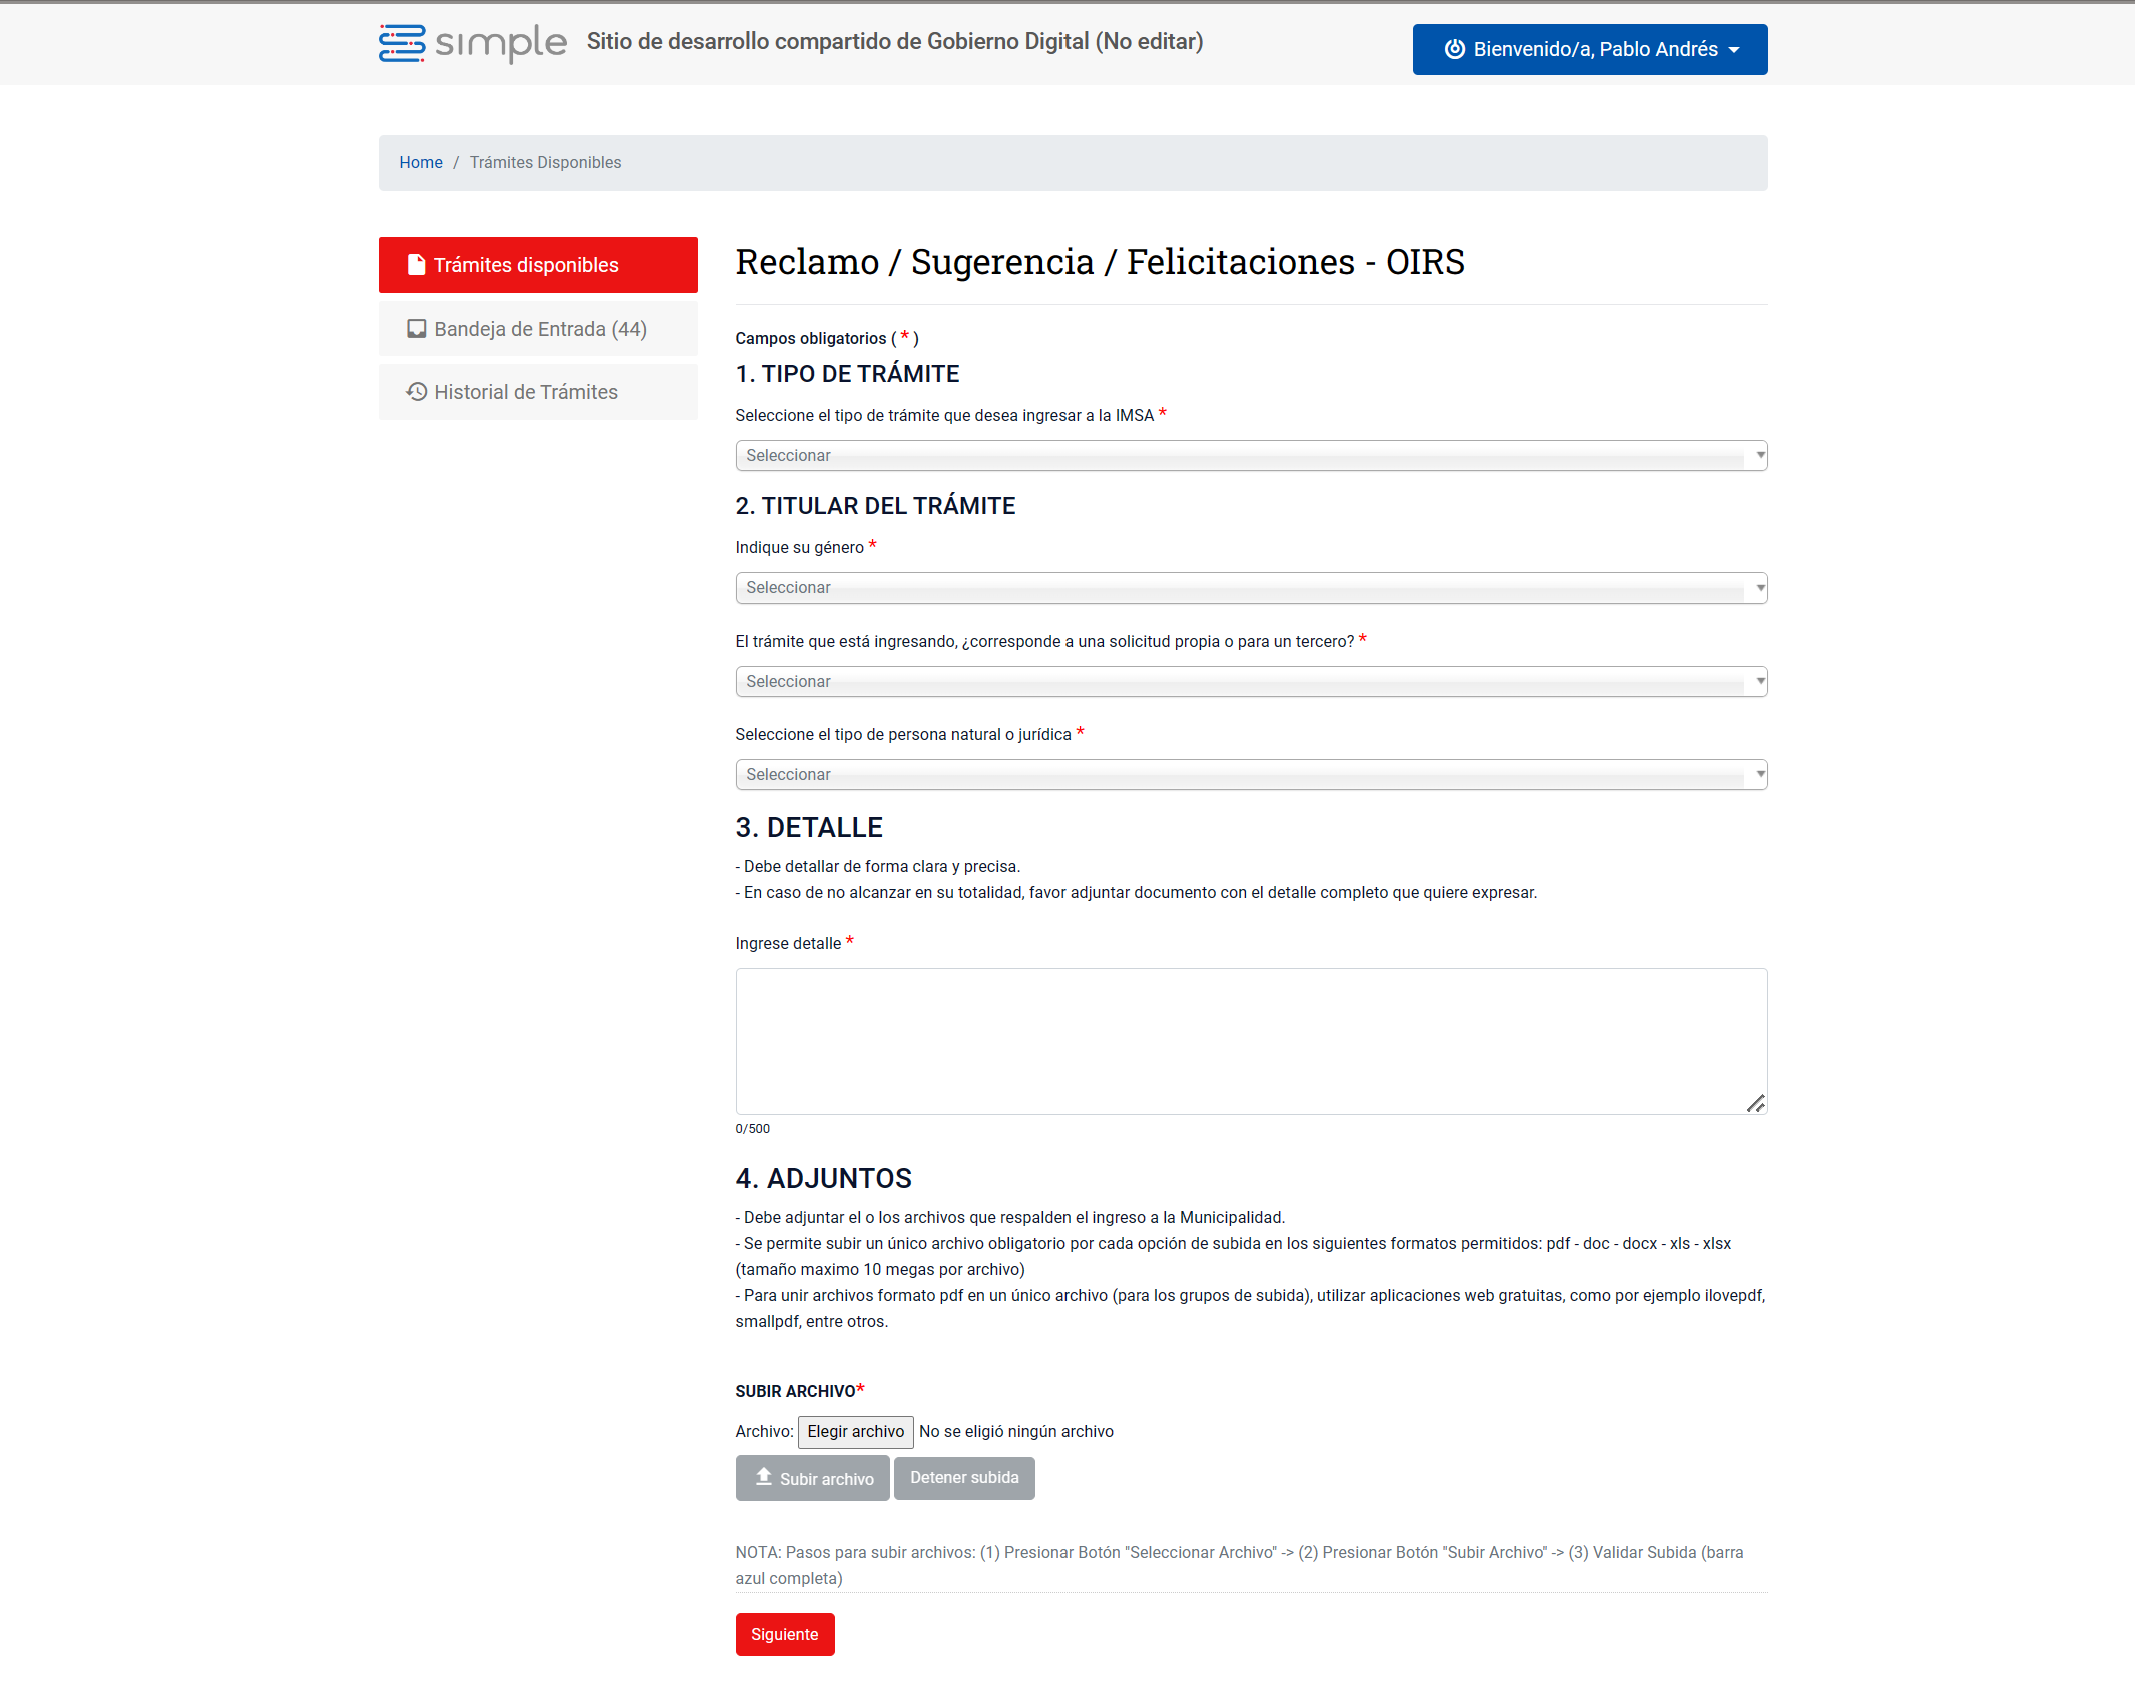 simple
Sitio de desarrollo compartido de Gobierno Digital (No editar)
Bienvenido/a, Pablo Andrés
Home / Trámites Disponibles
Trámites disponibles
Bandeja de Entrada (44)
Historial de Trámites
Reclamo / Sugerencia / Felicitaciones - OIRS
Campos obligatorios ( * )
1. TIPO DE TRÁMITE
Seleccione el tipo de trámite que desea ingresar a la IMSA *
Seleccionar
2. TITULAR DEL TRÁMITE
Indique su género *
Seleccionar
El trámite que está ingresando, ¿corresponde a una solicitud propia o para un tercero? *
Seleccionar
Seleccione el tipo de persona natural o jurídica *
Seleccionar
3. DETALLE
- Debe detallar de forma clara y precisa.
- En caso de no alcanzar en su totalidad, favor adjuntar documento con el detalle completo que quiere expresar.
Ingrese detalle *
0/500
4. ADJUNTOS
- Debe adjuntar el o los archivos que respalden el ingreso a la Municipalidad.
- Se permite subir un único archivo obligatorio por cada opción de subida en los siguientes formatos permitidos: pdf - doc - docx - xls - xlsx
(tamaño maximo 10 megas por archivo)
- Para unir archivos formato pdf en un único archivo (para los grupos de subida), utilizar aplicaciones web gratuitas, como por ejemplo ilovepdf,
smallpdf, entre otros.
SUBIR ARCHIVO*
Archivo: Elegir archivo No se eligió ningún archivo
Subir archivo Detener subida
NOTA: Pasos para subir archivos: (1) Presionar Botón "Seleccionar Archivo" -> (2) Presionar Botón "Subir Archivo" -> (3) Validar Subida (barra
azul completa)
Siguiente